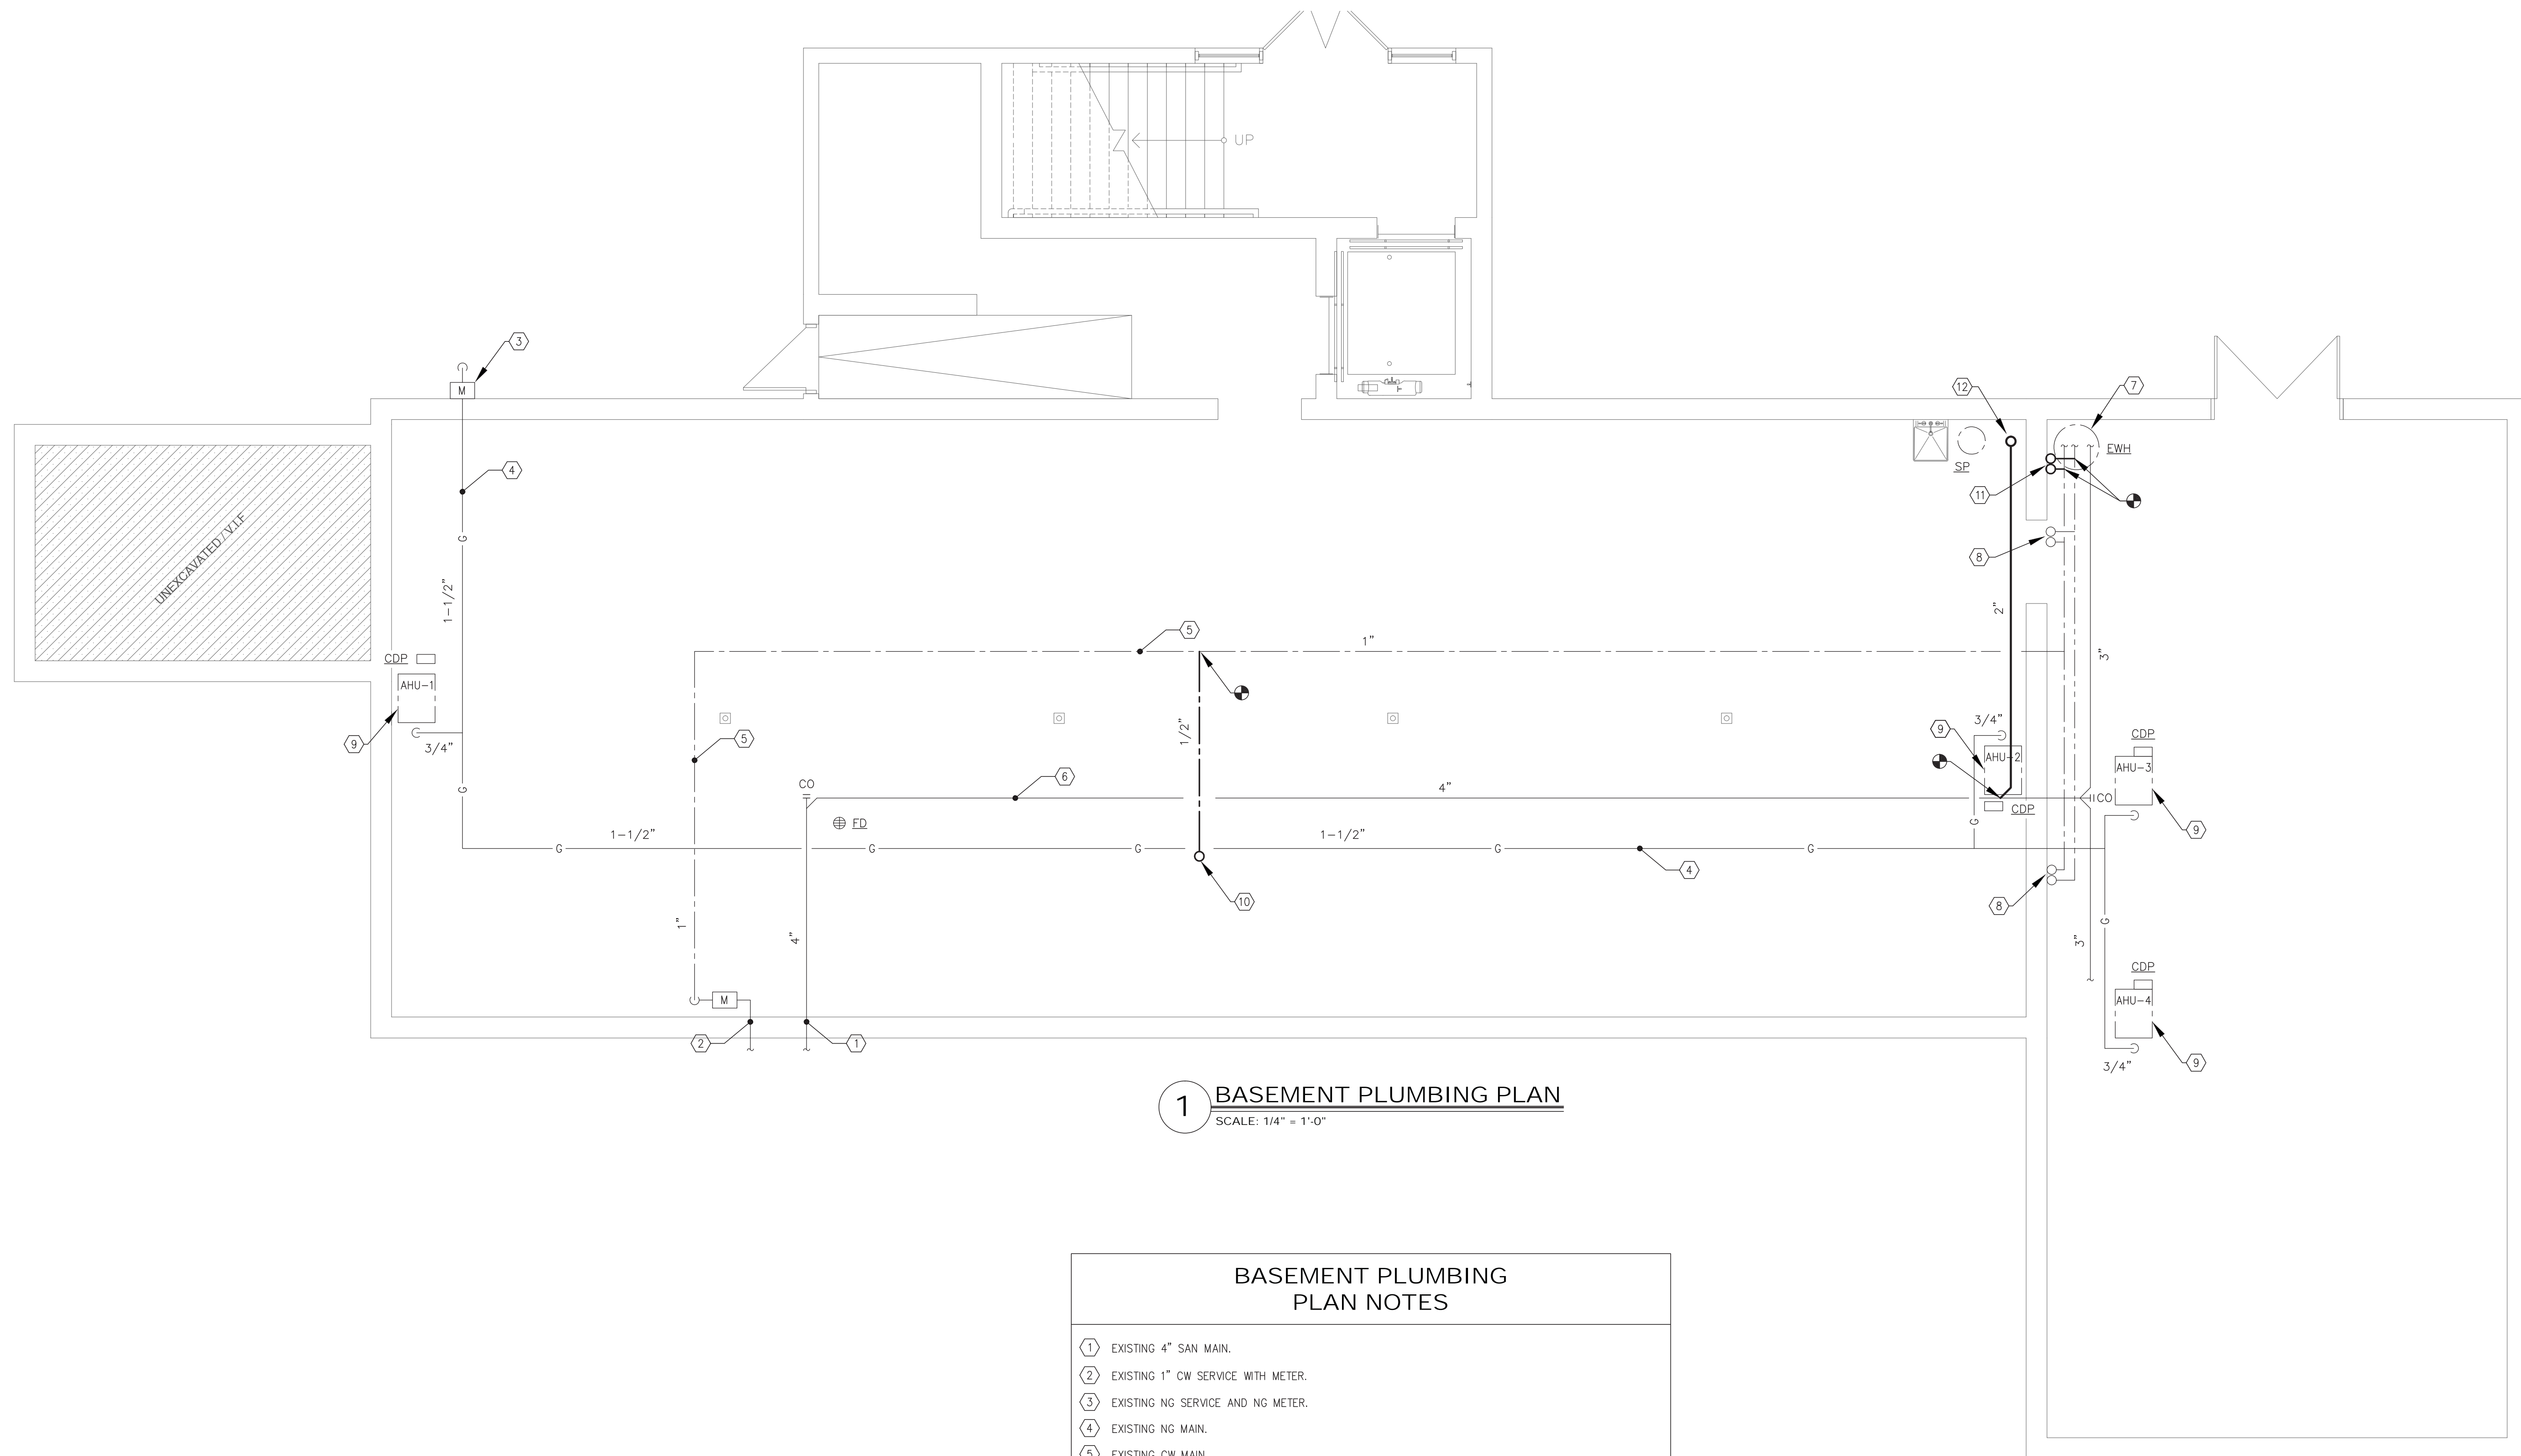 UP
3
M
12
7
EWH
SP
4
11
G
UNEXCAVATED / V.I.F
8
1-1/2"
2"
5
1"
3"
CDP
AHU-1
1/2"
9
3/4"
5
3/4"
9
AHU-2
CDP
AHU-3
6
CO
4"
G
CO
CDP
FD
G
9
1-1/2"
1-1/2"
G
G
G
G
G
4
8
10
1"
4"
G
3"
CDP
M
AHU-4
2
1
9
3/4"
1
BASEMENT PLUMBING PLAN
SCALE: 1/4" = 1'-0"
BASEMENT PLUMBING
PLAN NOTES
1 EXISTING 4" SAN MAIN.
2 EXISTING 1" CW SERVICE WITH METER.
3 EXISTING NG SERVICE AND NG METER.
4 EXISTING NG MAIN.
5 EXISTING CW MAIN